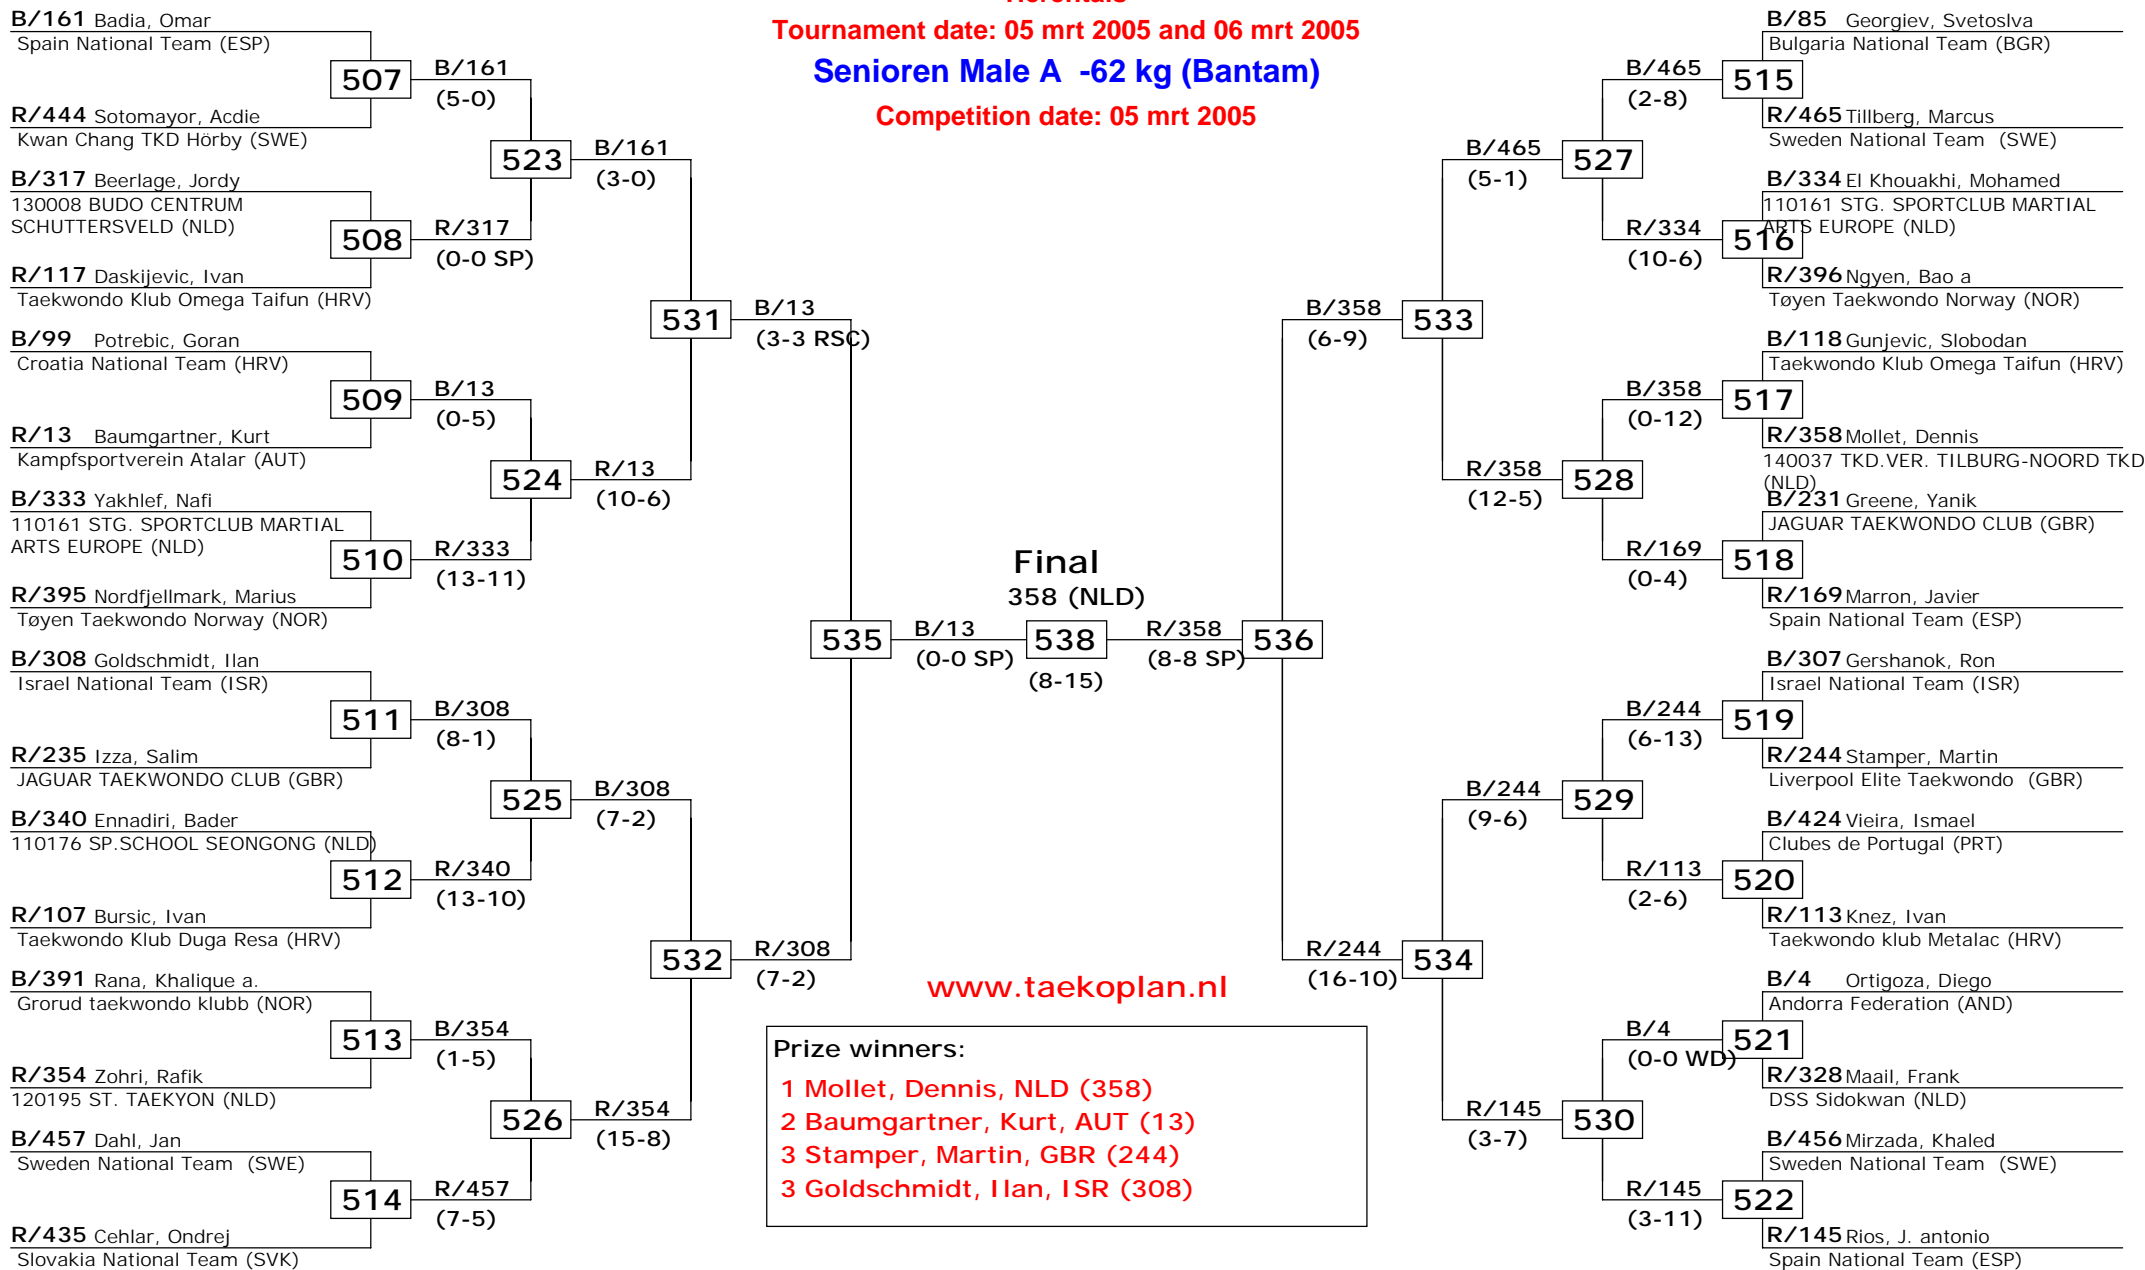 Herentals
Tournament date: 05 mrt 2005 and 06 mrt 2005
Senioren Male A -62 kg (Bantam)
Competition date: 05 mrt 2005
B/161 Badia, Omar
Spain National Team (ESP)
507
R/444 Sotomayor, Acdie
Kwan Chang TKD Hörby (SWE)
B/317 Beerlage, Jordy
130008 BUDO CENTRUM
SCHUTTERSVELD (NLD)
508
R/117 Daskijevic, Ivan
Taekwondo Klub Omega Taifun (HRV)
B/99 Potrebic, Goran
Croatia National Team (HRV)
509
R/13 Baumgartner, Kurt
Kampfsportverein Atalar (AUT)
B/333 Yakhlef, Nafi
110161 STG. SPORTCLUB MARTIAL
ARTS EUROPE (NLD)
510
R/395 Nordfjellmark, Marius
Tøyen Taekwondo Norway (NOR)
B/308 Goldschmidt, Ilan
Israel National Team (ISR)
511
R/235 Izza, Salim
JAGUAR TAEKWONDO CLUB (GBR)
B/340 Ennadiri, Bader
110176 SP.SCHOOL SEONGONG (NLD)
512
R/107 Bursic, Ivan
Taekwondo Klub Duga Resa (HRV)
B/391 Rana, Khalique a.
Grorud taekwondo klubb (NOR)
513
R/354 Zohri, Rafik
120195 ST. TAEKYON (NLD)
B/457 Dahl, Jan
Sweden National Team (SWE)
514
R/435 Cehlar, Ondrej
Slovakia National Team (SVK)
B/161
(5-0)
523
R/317
(0-0 SP)
B/13
(0-5)
524
R/333
(13-11)
B/308
(8-1)
525
R/340
(13-10)
B/354
(1-5)
526
R/457
(7-5)
B/161
(3-0)
531
R/13
(10-6)
B/308
(7-2)
532
R/354
(15-8)
B/13
(3-3 RSC)
535
R/308
(7-2)
B/13
(0-0 SP)
Final
358 (NLD)
538
(8-15)
R/358
(8-8 SP)
536
B/358
(6-9)
R/244
(16-10)
533
534
B/465
(5-1)
R/358
(12-5)
B/244
(9-6)
R/145
(3-7)
527
528
529
530
B/465
(2-8)
R/334
(10-6)
B/358
(0-12)
R/169
(0-4)
B/244
(6-13)
R/113
(2-6)
B/4
(0-0 WD)
R/145
(3-11)
B/85 Georgiev, Svetoslva
Bulgaria National Team (BGR)
515
R/465 Tillberg, Marcus
Sweden National Team (SWE)
B/334 El Khouakhi, Mohamed
110161 STG. SPORTCLUB MARTIAL
ARTS EUROPE (NLD)
516
R/396 Ngyen, Bao a
Tøyen Taekwondo Norway (NOR)
B/118 Gunjevic, Slobodan
Taekwondo Klub Omega Taifun (HRV)
517
R/358 Mollet, Dennis
140037 TKD.VER. TILBURG-NOORD TKD
(NLD)
B/231 Greene, Yanik
JAGUAR TAEKWONDO CLUB (GBR)
518
R/169 Marron, Javier
Spain National Team (ESP)
B/307 Gershanok, Ron
Israel National Team (ISR)
519
R/244 Stamper, Martin
Liverpool Elite Taekwondo (GBR)
B/424 Vieira, Ismael
Clubes de Portugal (PRT)
520
R/113 Knez, Ivan
Taekwondo klub Metalac (HRV)
B/4 Ortigoza, Diego
Andorra Federation (AND)
521
R/328 Maail, Frank
DSS Sidokwan (NLD)
B/456 Mirzada, Khaled
Sweden National Team (SWE)
522
R/145 Rios, J. antonio
Spain National Team (ESP)
www.taekoplan.nl
Prize winners:
1 Mollet, Dennis, NLD (358)
2 Baumgartner, Kurt, AUT (13)
3 Stamper, Martin, GBR (244)
3 Goldschmidt, Ilan, ISR (308)